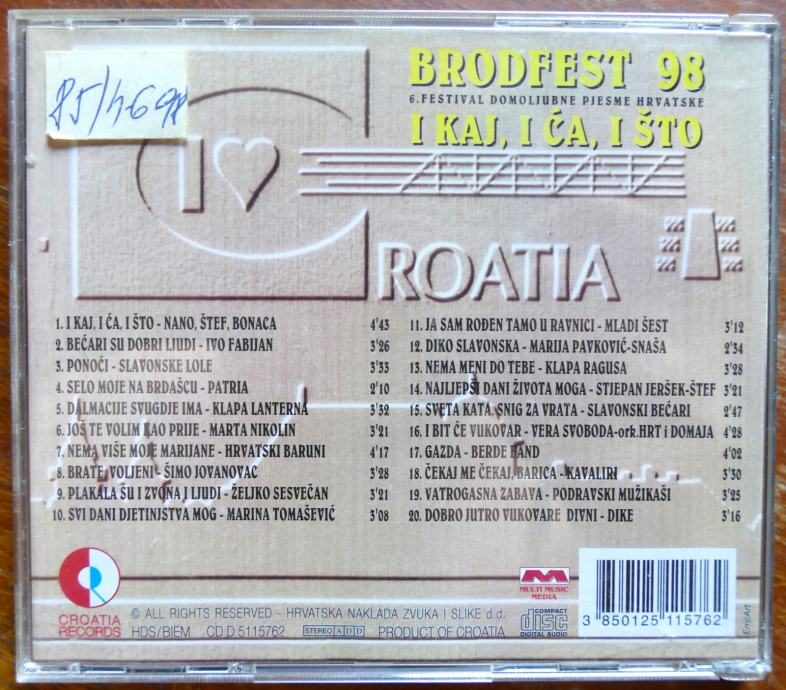 85/46 98
BRODFEST 98
6.FESTIVAL DOMOLJUBNE PJESME HRVATSKE
I KAJ, I ĆA, I ŠTO
I
CROATIA
1. I KAJ, I ĆA, I ŠTO - NANO, ŠTEF, BONACA 4'43
2. BEĆARI SU DOBRI LJUDI - IVO FABIJAN 3'26
3. PONOĆI - SLAVONSKE LOLE 3'33
4. SELO MOJE NA BRDAŠCU - PATRIA 2'10
5. DALMACIJE SVUGDJE IMA - KLAPA LANTERNA 3'32
6. JOŠ TE VOLIM KAO PRIJE - MARTA NIKOLIN 3'21
7. NEMA VIŠE MOJE MARIJANE - HRVATSKI BARUNI 4'17
8. BRATE, VOLJENI - ŠIMO JOVANOVAC 3'28
9. PLAKALA SU I ZVONA I LJUDI - ŽELJKO SESVEČAN 3'21
10. SVI DANI DJETINJSTVA MOG - MARINA TOMAŠEVIĆ 3'08
11. JA SAM ROĐEN TAMO U RAVNICI - MLADI ŠEST 3'12
12. DIKO SLAVONSKA - MARIJA PAVKOVIĆ-SNAŠA 2'34
13. NEMA MENI DO TEBE - KLAPA RAGUSA 3'28
14. NAJLJEPŠI DANI ŽIVOTA MOGA - STJEPAN JERŠEK-ŠTEF 3'21
15. SVETA KATA, SNIG ZA VRATA - SLAVONSKI BEĆARI 2'47
16. I BIT ĆE VUKOVAR - VERA SVOBODA-ork.HRT i DOMAJA 4'28
17. GAZDA - BERDE BAND 4'02
18. ČEKAJ ME ČEKAJ, BARICA - KAVALIRI 3'30
19. VATROGASNA ZABAVA - PODRAVSKI MUŽIKAŠI 3'25
20. DOBRO JUTRO VUKOVARE DIVNI - DIKE 3'16
CROATIA
RECORDS
© ALL RIGHTS RESERVED - HRVATSKA NAKLADA ZVUKA I SLIKE d.d.
HDS/BIEM CD D 5115762 STEREO A D D PRODUCT OF CROATIA
MULTI MUSIC
MEDIA
COMPACT
disc
DIGITAL AUDIO
3 850125 115762
EmilArt